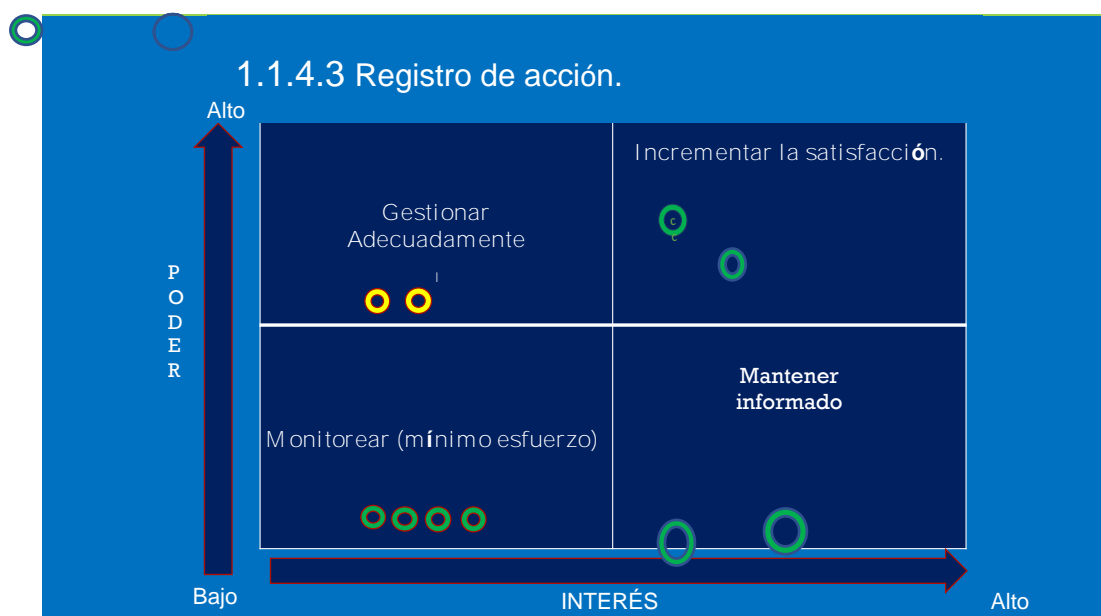 1.1.4.3 Registro de acción.
Alto
Incrementar la satisfacción.
Gestionar
Adecuadamente
c
c
l
P
O
D
E
R
Mantener
informado
Monitorear (mínimo esfuerzo)
Bajo
INTERÉS
Alto